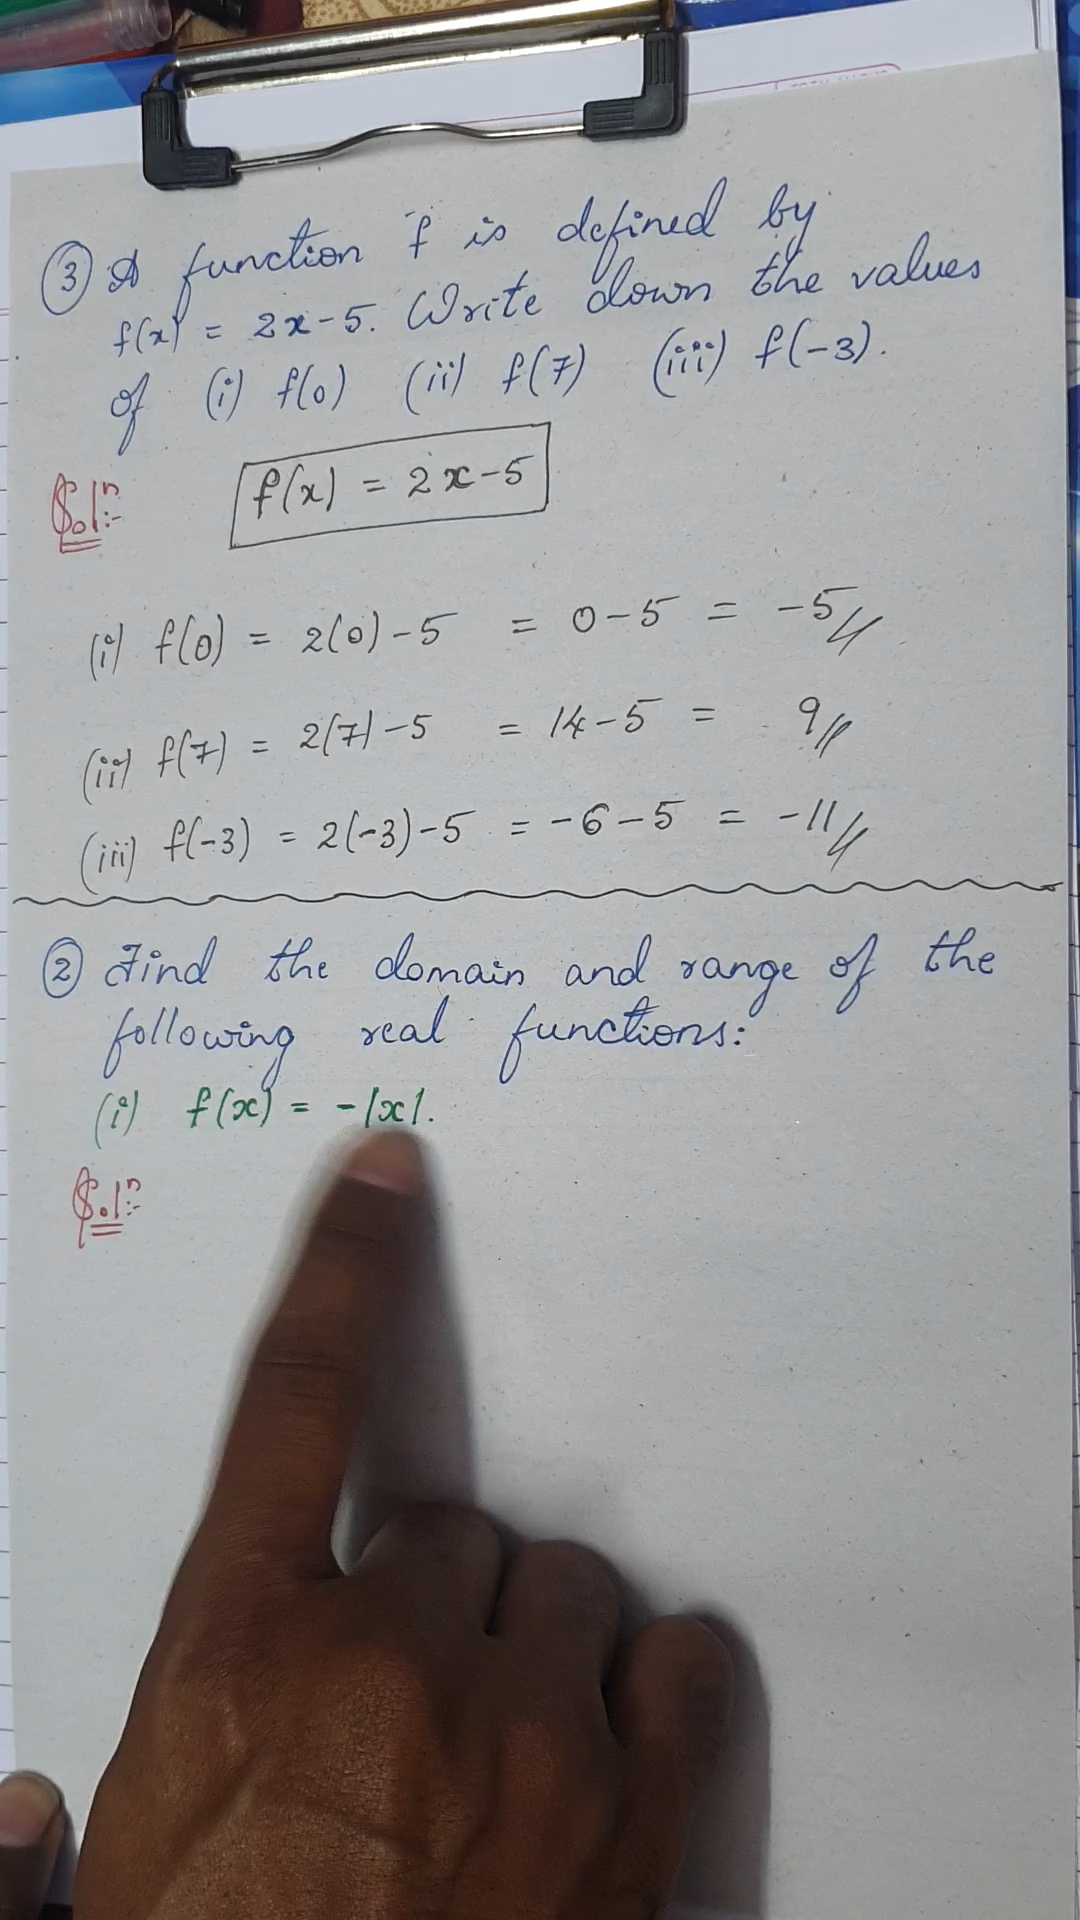 ③ A function f is defined by
f(x) = 2x-5. Write down the values
of (i) f(0) (ii) f(7) (iii) f(-3).
Solⁿ:-
f(x) = 2x-5
(i) f(0) = 2(0)-5 = 0-5 = -5//
(ii) f(7) = 2(7)-5 = 14-5 = 9//
(iii) f(-3) = 2(-3)-5 = -6-5 = -11//
② Find the domain and range of the
following real functions:
(i) f(x) = -|x|.
Solⁿ:-